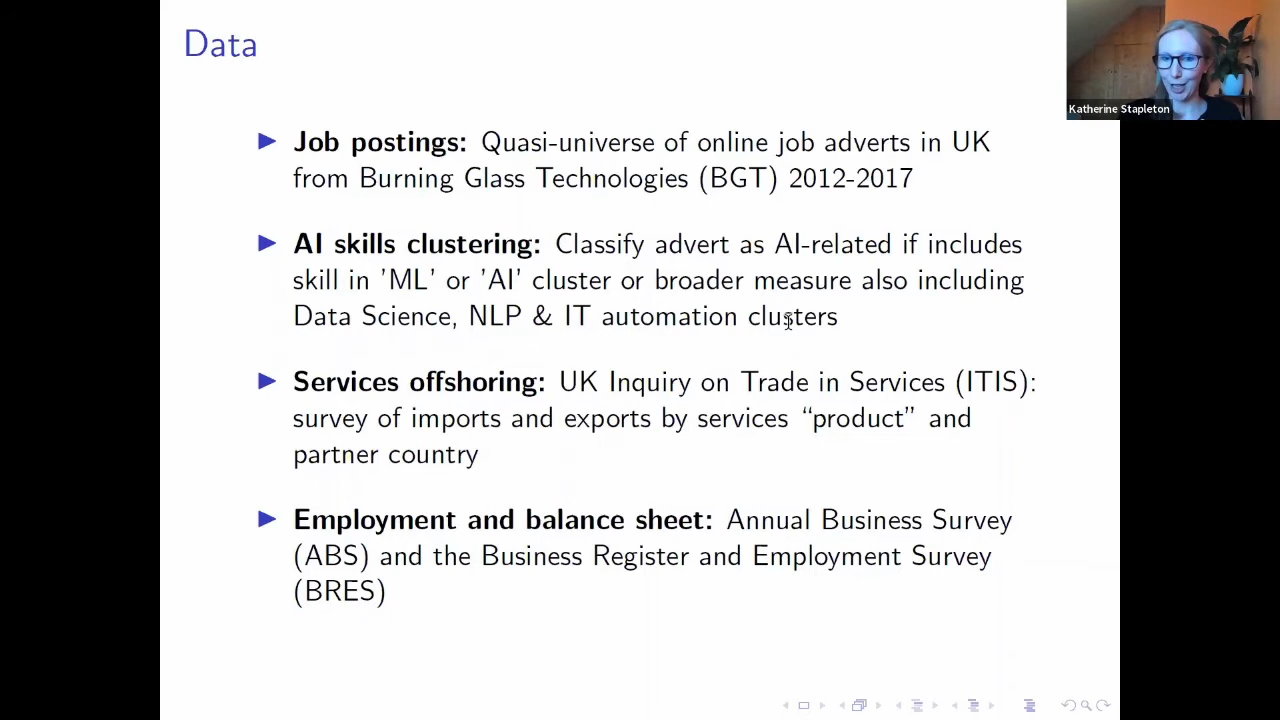 Data
Katherine Stapleton
Job postings: Quasi-universe of online job adverts in UK
from Burning Glass Technologies (BGT) 2012-2017
AI skills clustering: Classify advert as AI-related if includes
skill in 'ML' or 'AI' cluster or broader measure also including
Data Science, NLP & IT automation clusters
Services offshoring: UK Inquiry on Trade in Services (ITIS):
survey of imports and exports by services “product” and
partner country
Employment and balance sheet: Annual Business Survey
(ABS) and the Business Register and Employment Survey
(BRES)